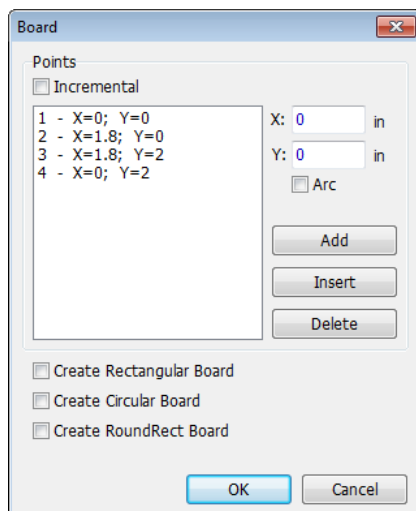 Board
Points
Incremental
1 - X=0; Y=0
2 - X=1.8; Y=0
3 - X=1.8; Y=2
4 - X=0; Y=2
X: 0 in
Y: 0 in
Arc
Add
Insert
Delete
Create Rectangular Board
Create Circular Board
Create RoundRect Board
OK Cancel